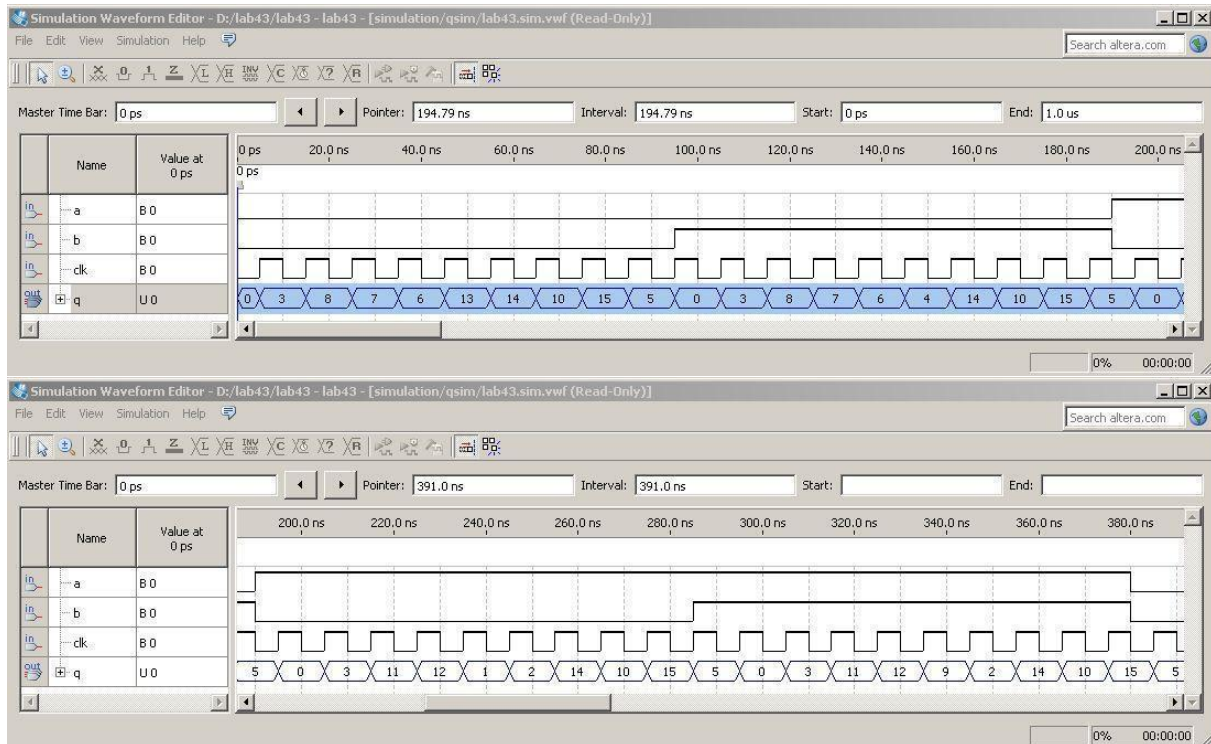 Simulation Waveform Editor - D:/lab43/lab43 - lab43 - [simulation/qsim/lab43.sim.vwf (Read-Only)]
File Edit View Simulation Help Search altera.com
Master Time Bar: 0 ps Pointer: 194.79 ns Interval: 194.79 ns Start: 0 ps End: 1.0 us
Name Value at 0 ps
0 ps 20.0 ns 40.0 ns 60.0 ns 80.0 ns 100.0 ns 120.0 ns 140.0 ns 160.0 ns 180.0 ns 200.0 ns
0 ps
in a B 0
in b B 0
in clk B 0
out q U 0 0 3 8 7 6 13 14 10 15 5 0 3 8 7 6 4 14 10 15 5 0
0% 00:00:00
Simulation Waveform Editor - D:/lab43/lab43 - lab43 - [simulation/qsim/lab43.sim.vwf (Read-Only)]
File Edit View Simulation Help Search altera.com
Master Time Bar: 0 ps Pointer: 391.0 ns Interval: 391.0 ns Start: End:
Name Value at 0 ps
200.0 ns 220.0 ns 240.0 ns 260.0 ns 280.0 ns 300.0 ns 320.0 ns 340.0 ns 360.0 ns 380.0 ns
in a B 0
in b B 0
in clk B 0
out q U 0 5 0 3 11 12 1 2 14 10 15 5 0 3 11 12 9 2 14 10 15 5
0% 00:00:00